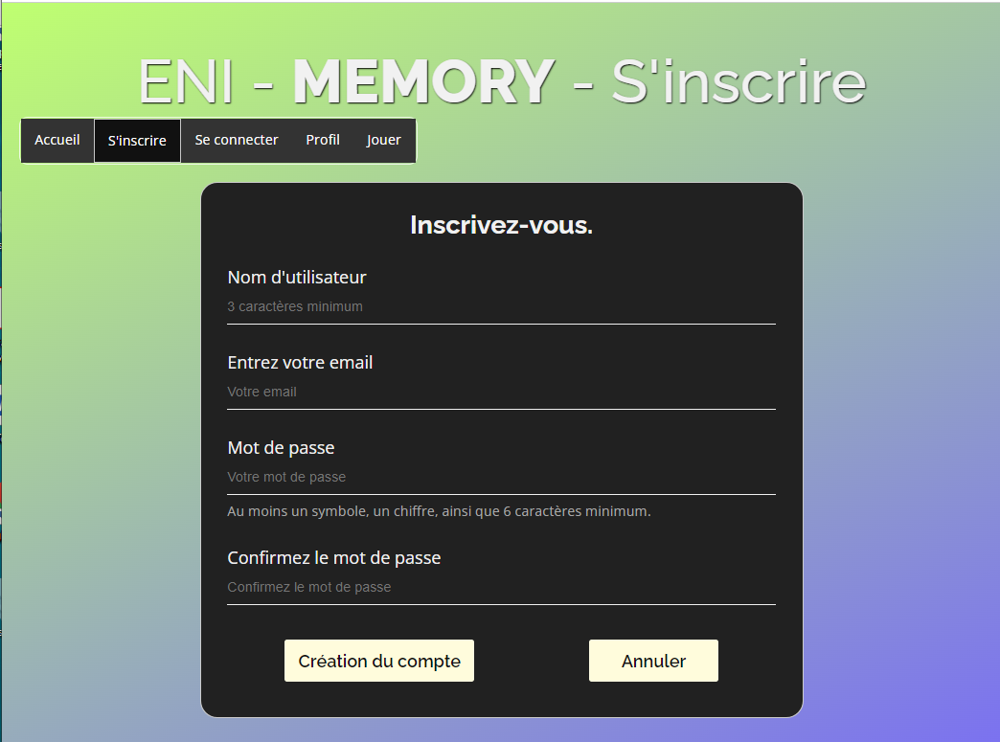 ENI - MEMORY - S'inscrire
Accueil S'inscrire Se connecter Profil Jouer
Inscrivez-vous.
Nom d'utilisateur
3 caractères minimum
Entrez votre email
Votre email
Mot de passe
Votre mot de passe
Au moins un symbole, un chiffre, ainsi que 6 caractères minimum.
Confirmez le mot de passe
Confirmez le mot de passe
Création du compte Annuler